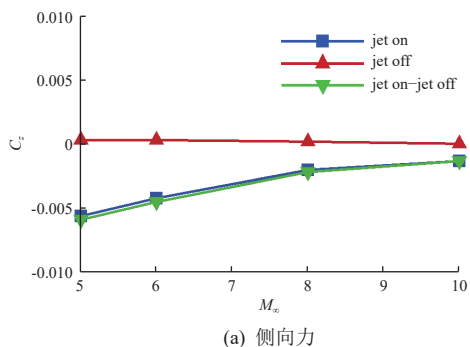 0.010
jet on
jet off
jet on−jet off
0.005
0
-0.005
-0.010
C_z
5
6
7
8
9
10
M_∞
(a) 侧向力